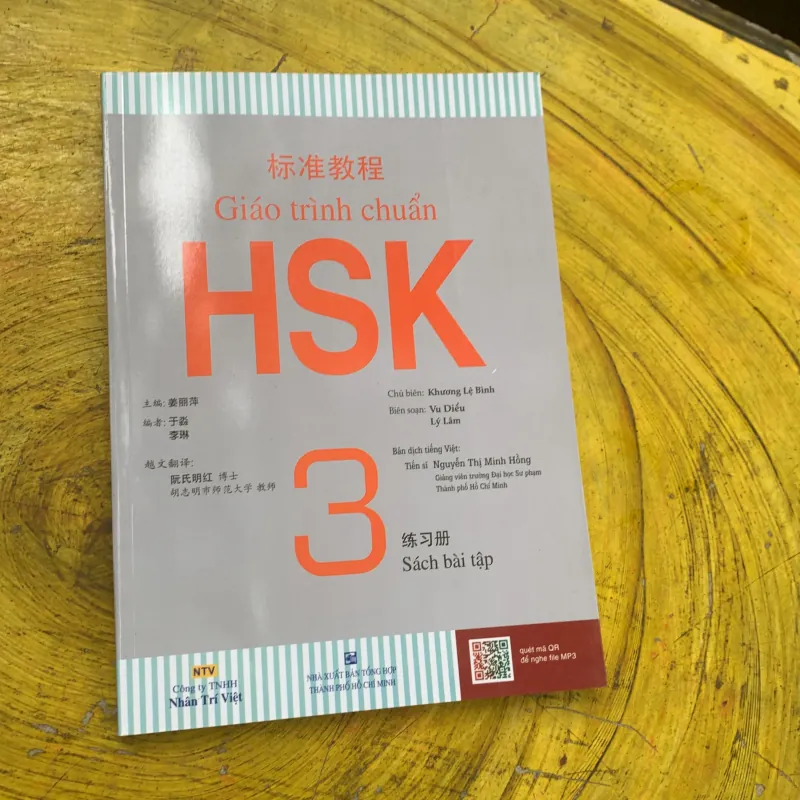 标准教程
Giáo trình chuẩn
HSK
主编: 姜丽萍
编者: 于淼
李琳
越文翻译:
阮氏明红 博士
胡志明市师范大学 教师
Chủ biên: Khương Lệ Bình
Biên soạn: Vu Diểu
Lý Lâm
Bản dịch tiếng Việt:
Tiến sĩ Nguyễn Thị Minh Hồng
Giảng viên trường Đại học Sư phạm
Thành phố Hồ Chí Minh
3
练习册
Sách bài tập
NTV
Công ty TNHH
Nhân Trí Việt
NHÀ XUẤT BẢN TỔNG HỢP
THÀNH PHỐ HỒ CHÍ MINH
quét mã QR
để nghe file MP3